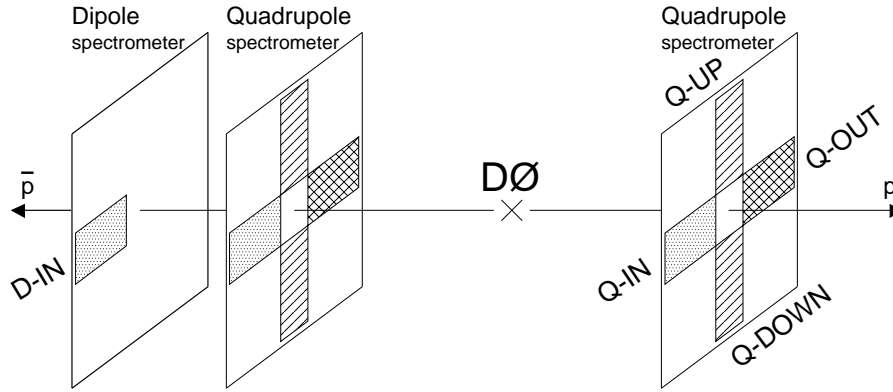 Dipole
spectrometer
Quadrupole
spectrometer
Quadrupole
spectrometer
Q-UP
Q-OUT
p̅
DØ
p
D-IN
Q-IN
Q-DOWN